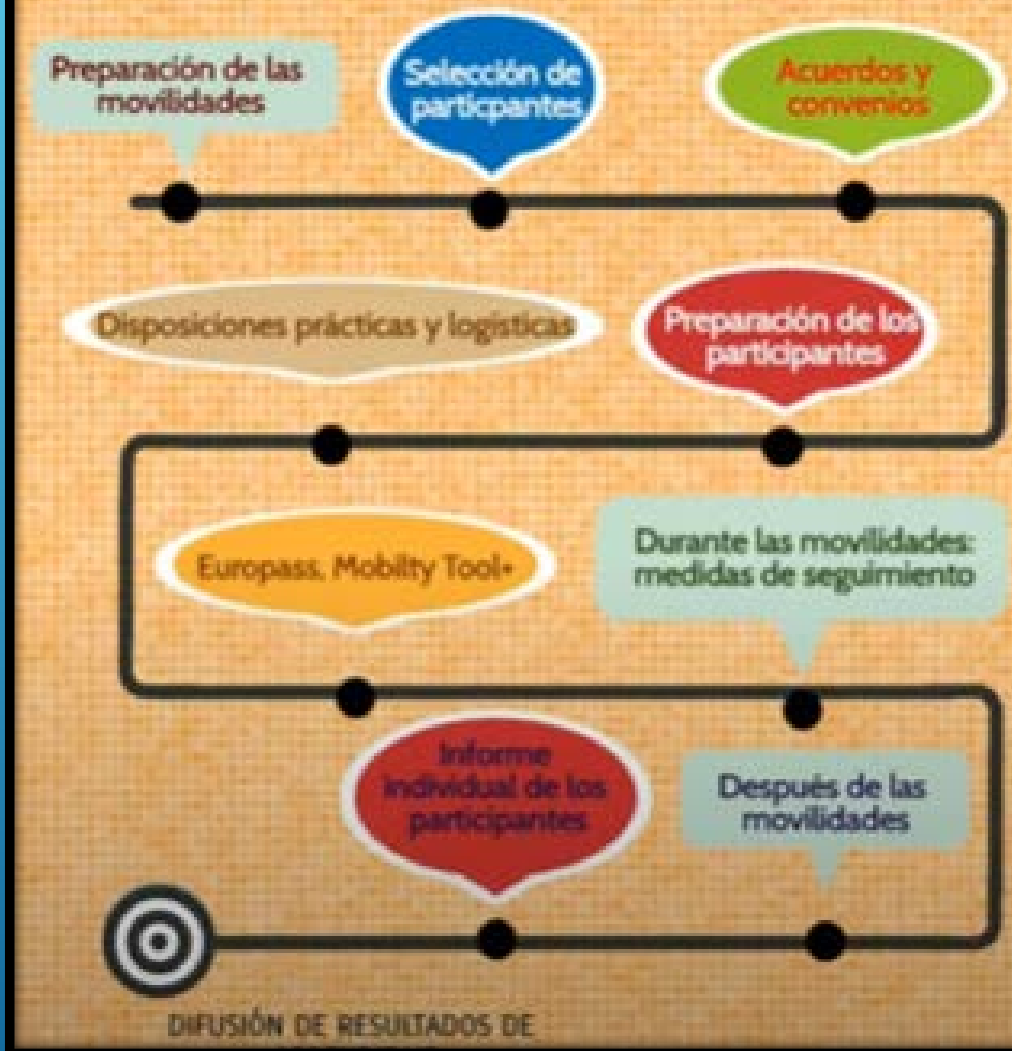 Preparación de las
movilidades
Selección de
particpantes
Acuerdos y
convenios
Disposiciones prácticas y logísticas
Preparación de los
participantes
Europass, Mobilty Tool+
Durante las movilidades:
medidas de seguimiento
Informe
individual de los
participantes
Después de las
movilidades
DIFUSIÓN DE RESULTADOS DE